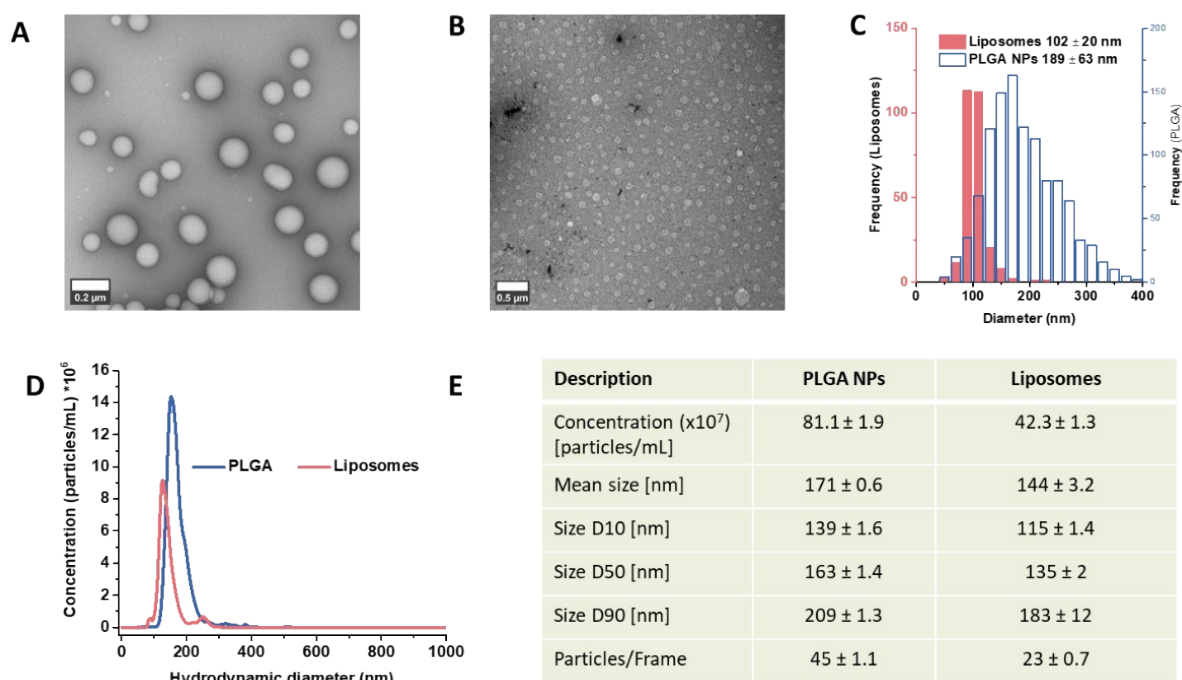 A
B
C
0.2 μm
0.5 μm
Liposomes 102 ± 20 nm
PLGA NPs 189 ± 63 nm
Frequency (Liposomes)
150
100
50
0
Frequency (PLGA)
200
150
100
50
0
0 100 200 300 400
Diameter (nm)
D
Concentration (particles/mL) *10⁶
16
14
12
10
8
6
4
2
0
PLGA
Liposomes
0 200 400 600 800 1000
Hydrodynamic diameter (nm)
E
Description PLGA NPs Liposomes
Concentration (x10⁷) 81.1 ± 1.9 42.3 ± 1.3
[particles/mL]
Mean size [nm] 171 ± 0.6 144 ± 3.2
Size D10 [nm] 139 ± 1.6 115 ± 1.4
Size D50 [nm] 163 ± 1.4 135 ± 2
Size D90 [nm] 209 ± 1.3 183 ± 12
Particles/Frame 45 ± 1.1 23 ± 0.7